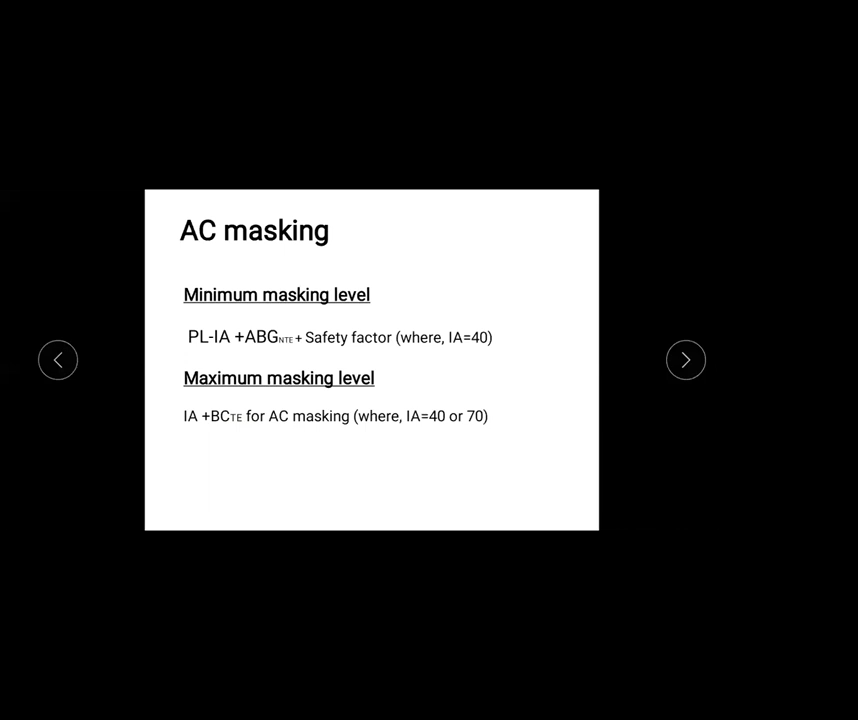 AC masking
Minimum masking level
PL-IA +ABGNTE + Safety factor (where, IA=40)
Maximum masking level
IA +BCTE for AC masking (where, IA=40 or 70)